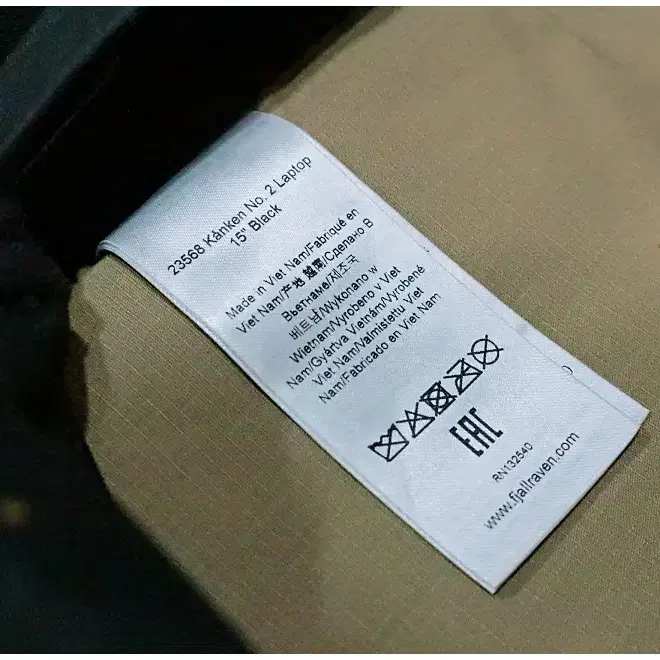 23568 Kånken No. 2 Laptop
15" Black
Made in Viet Nam/Fabriqué en
Viet Nam/产地 越南/Сделано В
Вьетнаме/제조국
베트남/Wykonano w
Wietnam/Vyrobeno v Viet
Nam/Gyártva Vietnám/Vyrobené
Viet Nam/Valmistettu Viet
Nam/Fabricado en Viet Nam
EAC
RN132540
www.fjallraven.com